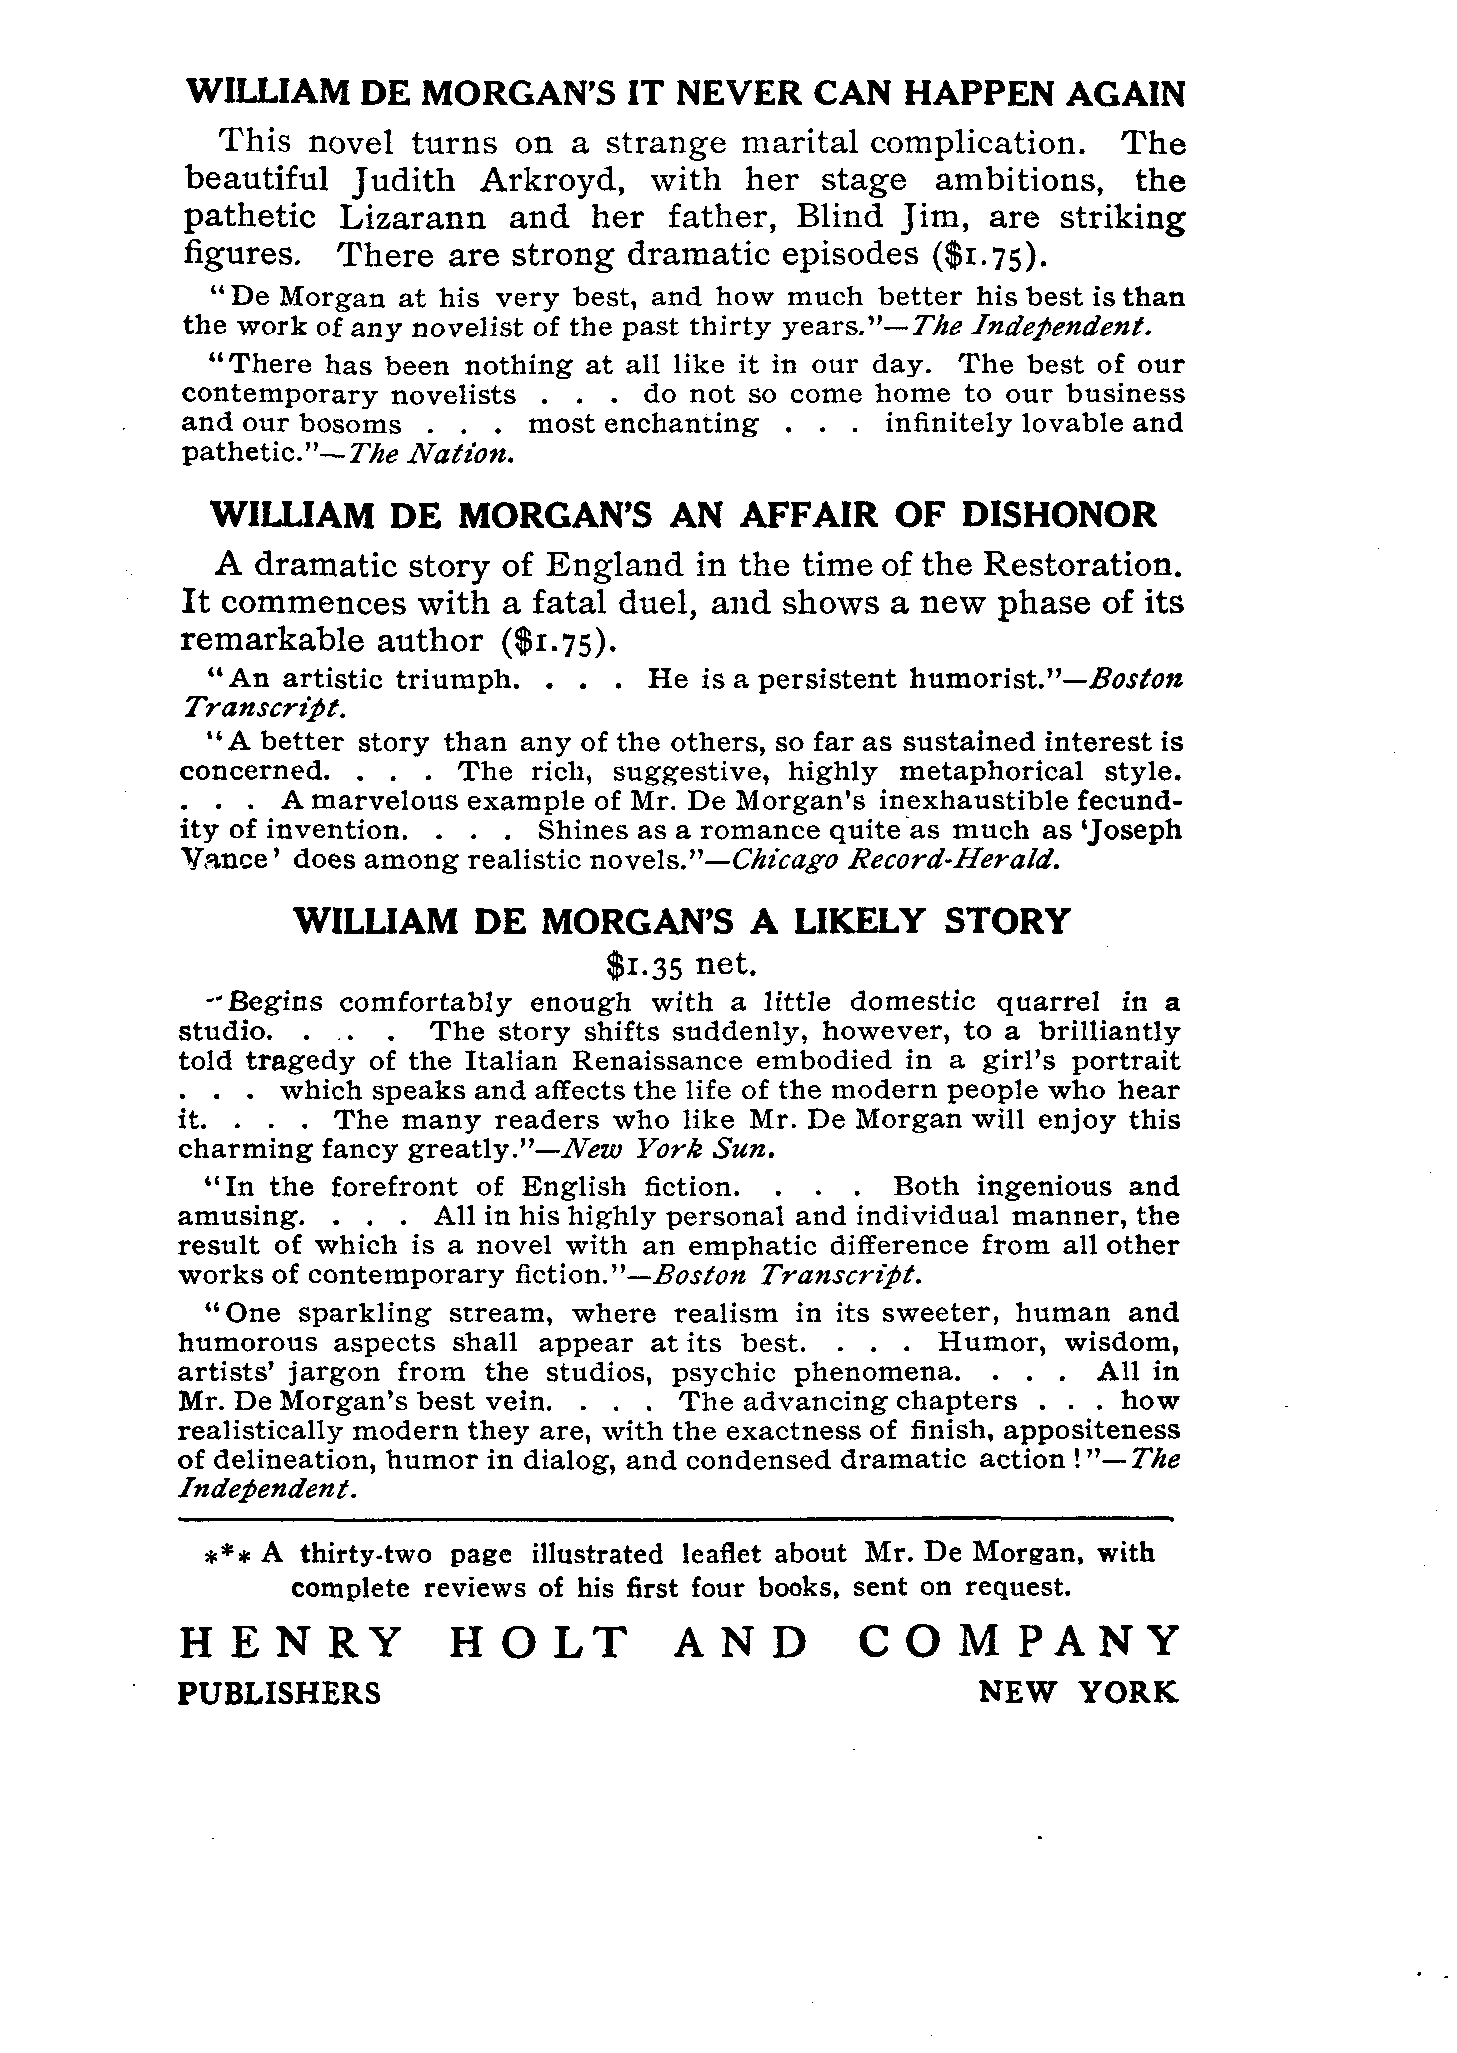 WILLIAM DE MORGAN'S IT NEVER CAN HAPPEN AGAIN
This novel turns on a strange marital complication. The
beautiful Judith Arkroyd, with her stage ambitions, the
pathetic Lizarann and her father, Blind Jim, are striking
figures. There are strong dramatic episodes ($1.75).
"De Morgan at his very best, and how much better his best is than
the work of any novelist of the past thirty years."—The Independent.
"There has been nothing at all like it in our day. The best of our
contemporary novelists . . . do not so come home to our business
and our bosoms . . . most enchanting . . . infinitely lovable and
pathetic."—The Nation.
WILLIAM DE MORGAN'S AN AFFAIR OF DISHONOR
A dramatic story of England in the time of the Restoration.
It commences with a fatal duel, and shows a new phase of its
remarkable author ($1.75).
"An artistic triumph. . . . He is a persistent humorist."—Boston
Transcript.
"A better story than any of the others, so far as sustained interest is
concerned. . . . The rich, suggestive, highly metaphorical style.
. . . A marvelous example of Mr. De Morgan's inexhaustible fecund-
ity of invention. . . . Shines as a romance quite as much as 'Joseph
Vance' does among realistic novels."—Chicago Record-Herald.
WILLIAM DE MORGAN'S A LIKELY STORY
$1.35 net.
"Begins comfortably enough with a little domestic quarrel in a
studio. . . . The story shifts suddenly, however, to a brilliantly
told tragedy of the Italian Renaissance embodied in a girl's portrait
. . . which speaks and affects the life of the modern people who hear
it. . . . The many readers who like Mr. De Morgan will enjoy this
charming fancy greatly."—New York Sun.
"In the forefront of English fiction. . . . Both ingenious and
amusing. . . . All in his highly personal and individual manner, the
result of which is a novel with an emphatic difference from all other
works of contemporary fiction."—Boston Transcript.
"One sparkling stream, where realism in its sweeter, human and
humorous aspects shall appear at its best. . . . Humor, wisdom,
artists' jargon from the studios, psychic phenomena. . . . All in
Mr. De Morgan's best vein. . . . The advancing chapters . . . how
realistically modern they are, with the exactness of finish, appositeness
of delineation, humor in dialog, and condensed dramatic action!"—The
Independent.
*** A thirty-two page illustrated leaflet about Mr. De Morgan, with
complete reviews of his first four books, sent on request.
HENRY HOLT AND COMPANY
PUBLISHERS NEW YORK